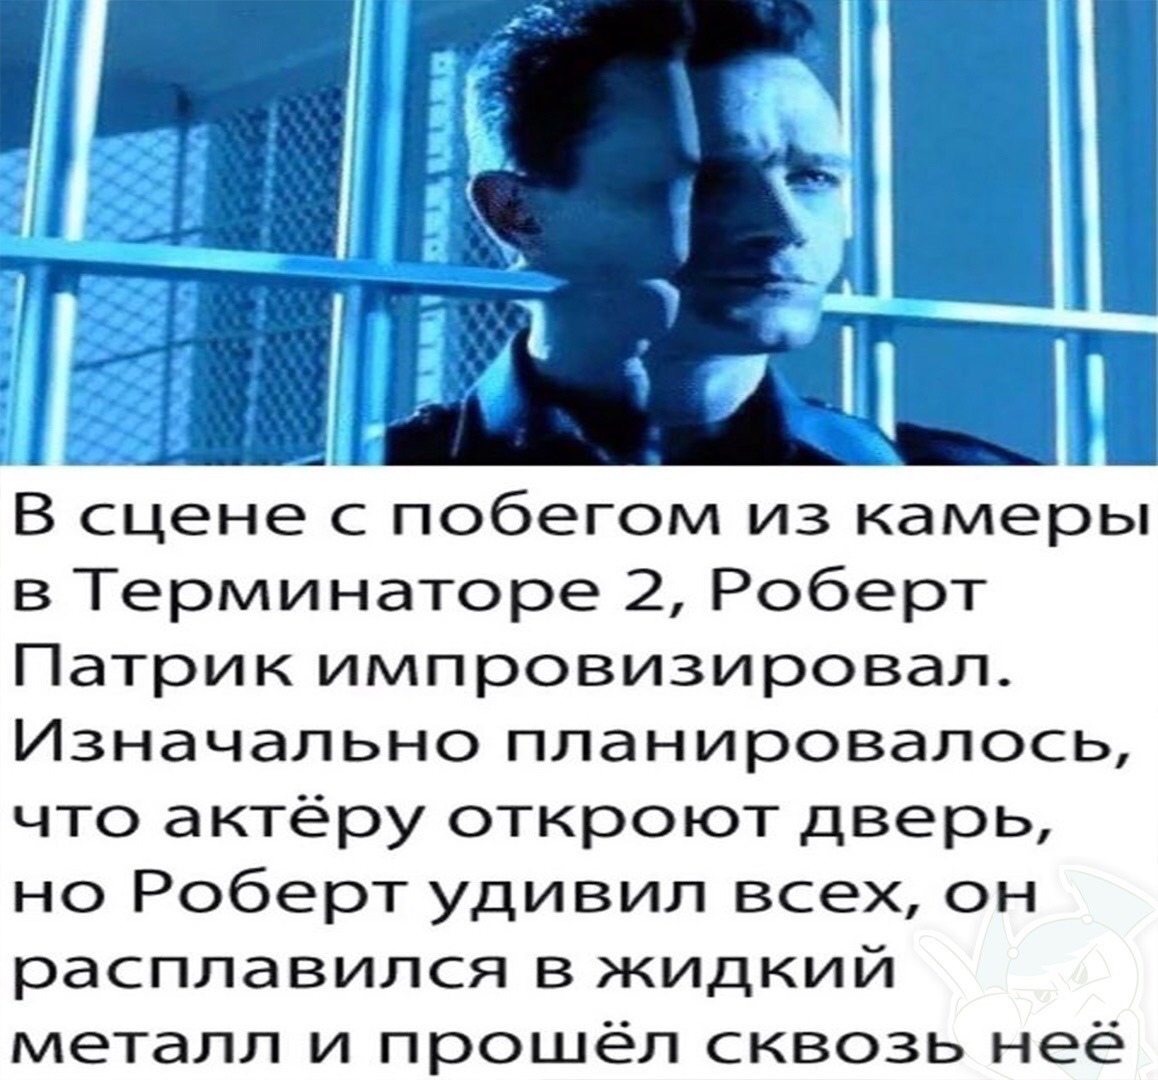 В сцене с побегом из камеры
в Терминаторе 2, Роберт
Патрик импровизировал.
Изначально планировалось,
что актёру откроют дверь,
но Роберт удивил всех, он
расплавился в жидкий
металл и прошёл сквозь неё